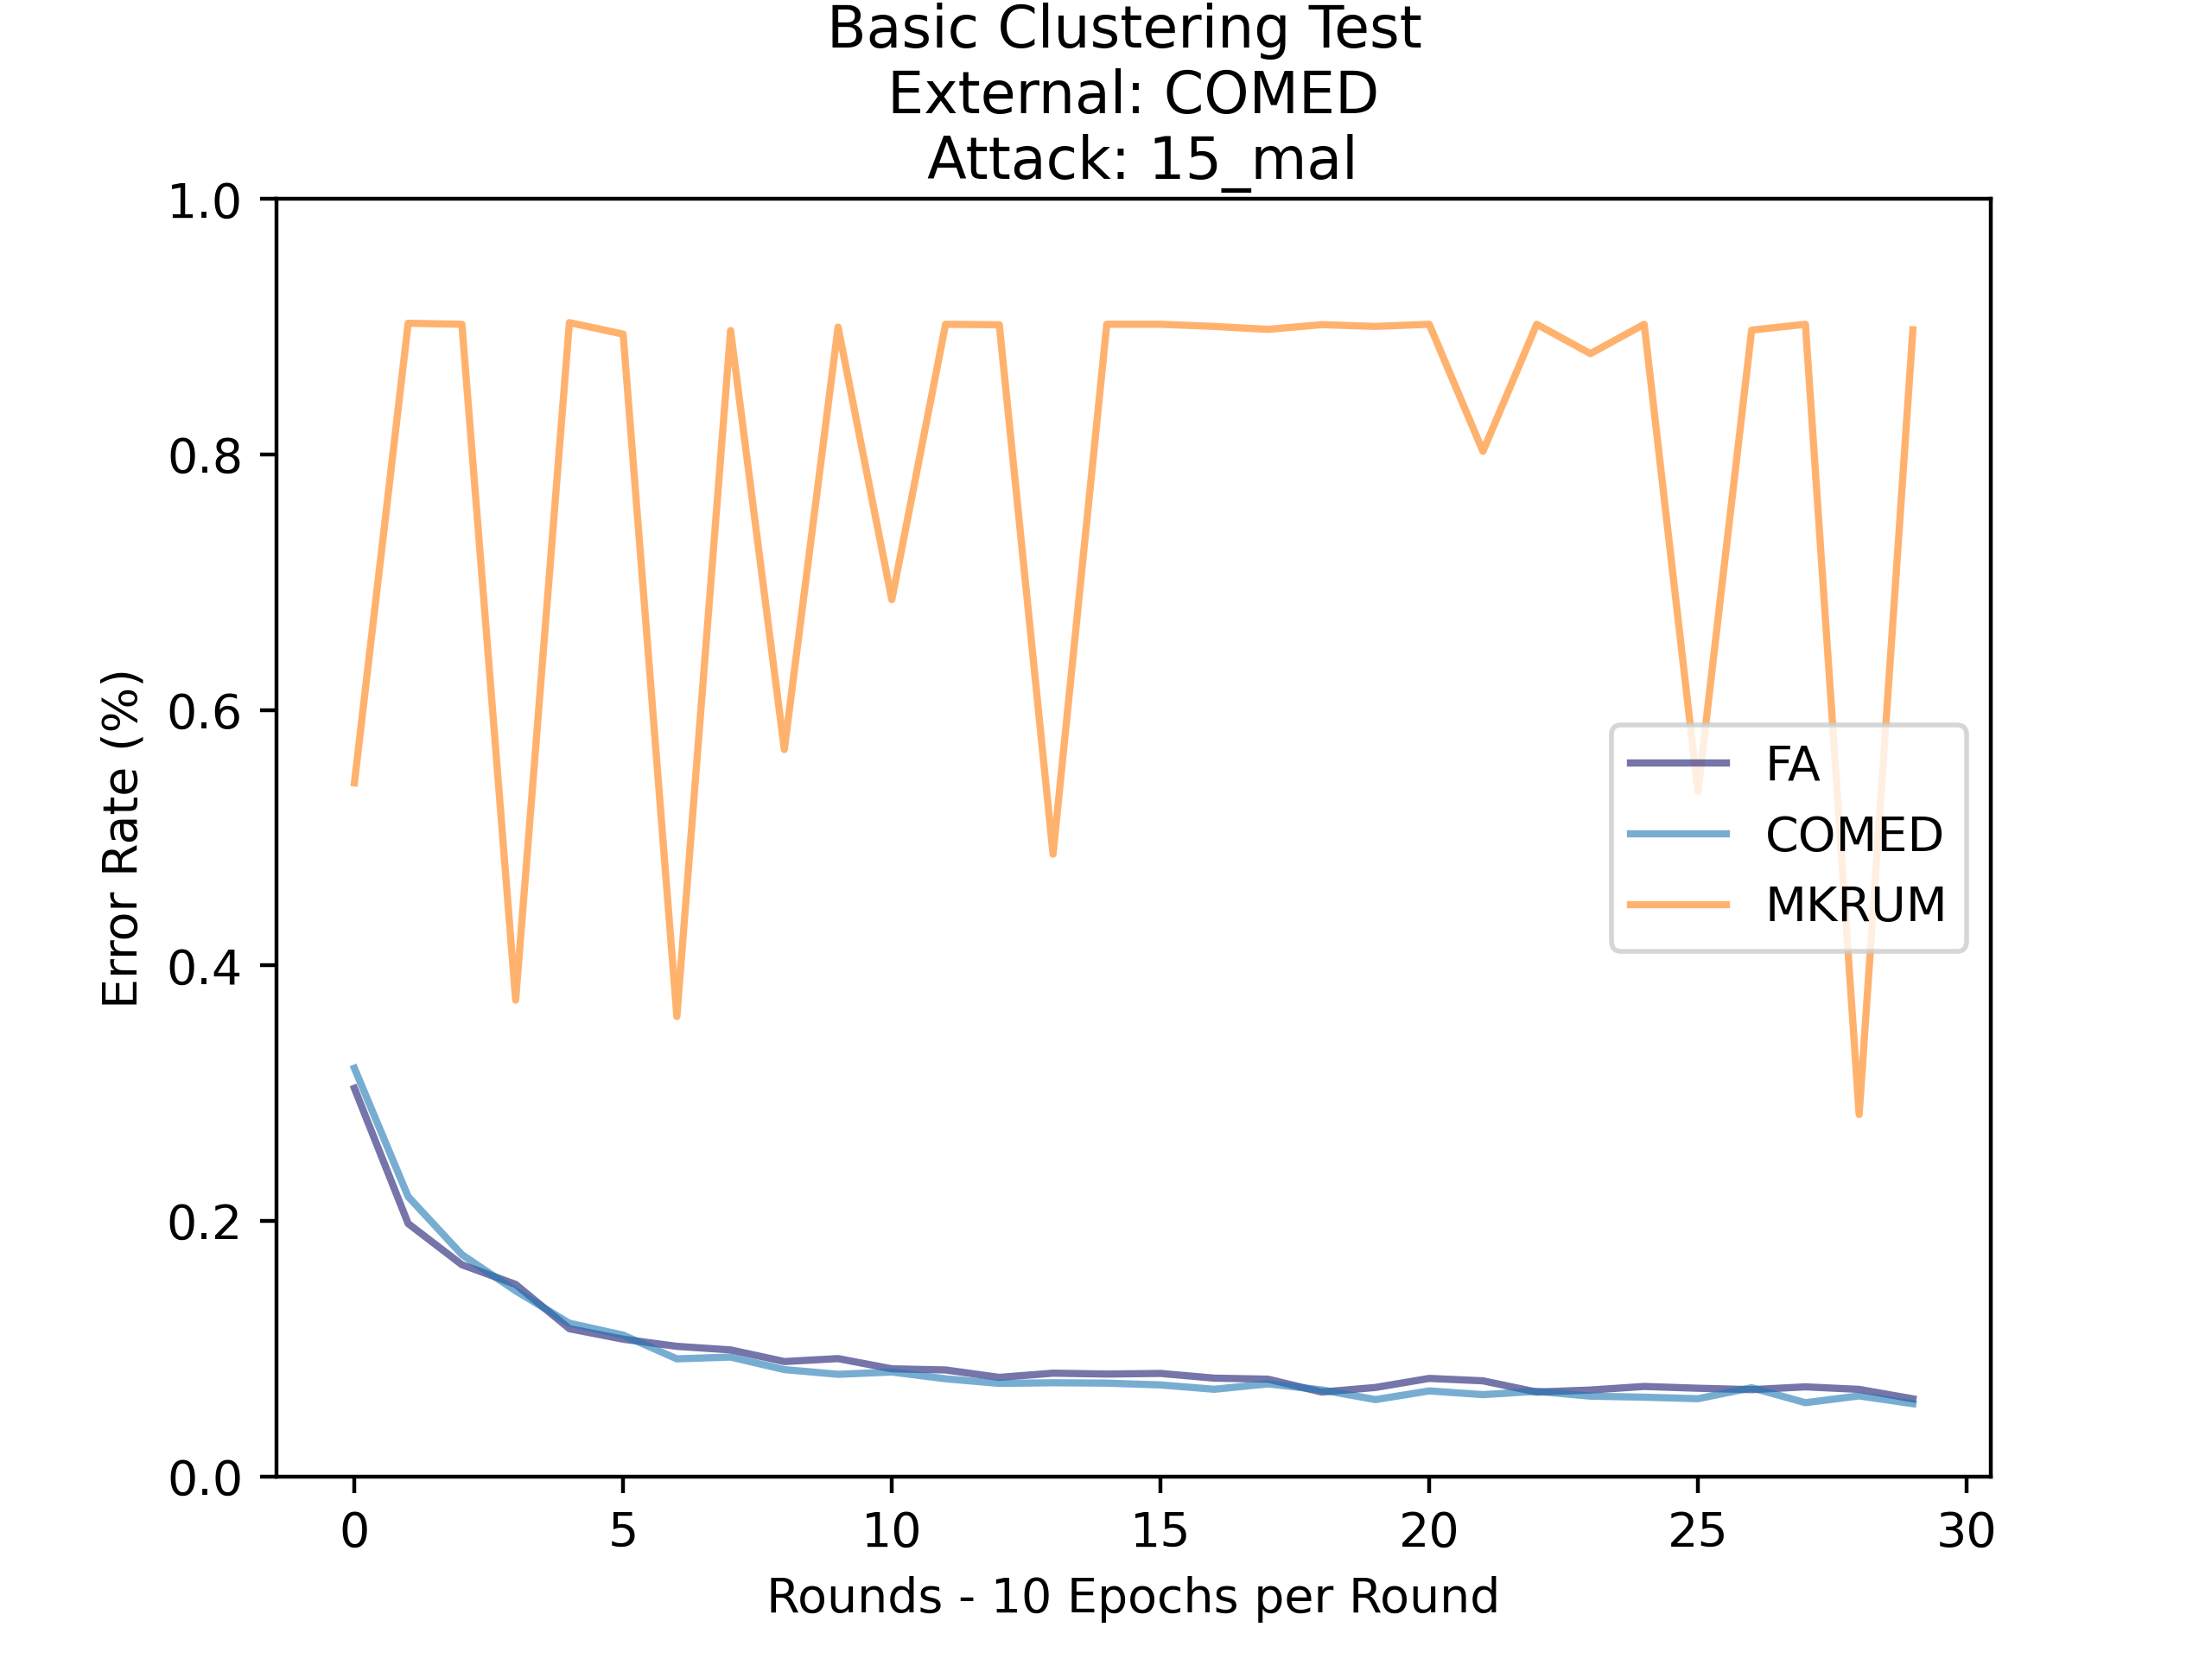 Basic Clustering Test
External: COMED
Attack: 15_mal
1.0
0.8
0.6
0.4
0.2
0.0
Error Rate (%)
FA
COMED
MKRUM
0 5 10 15 20 25 30
Rounds - 10 Epochs per Round